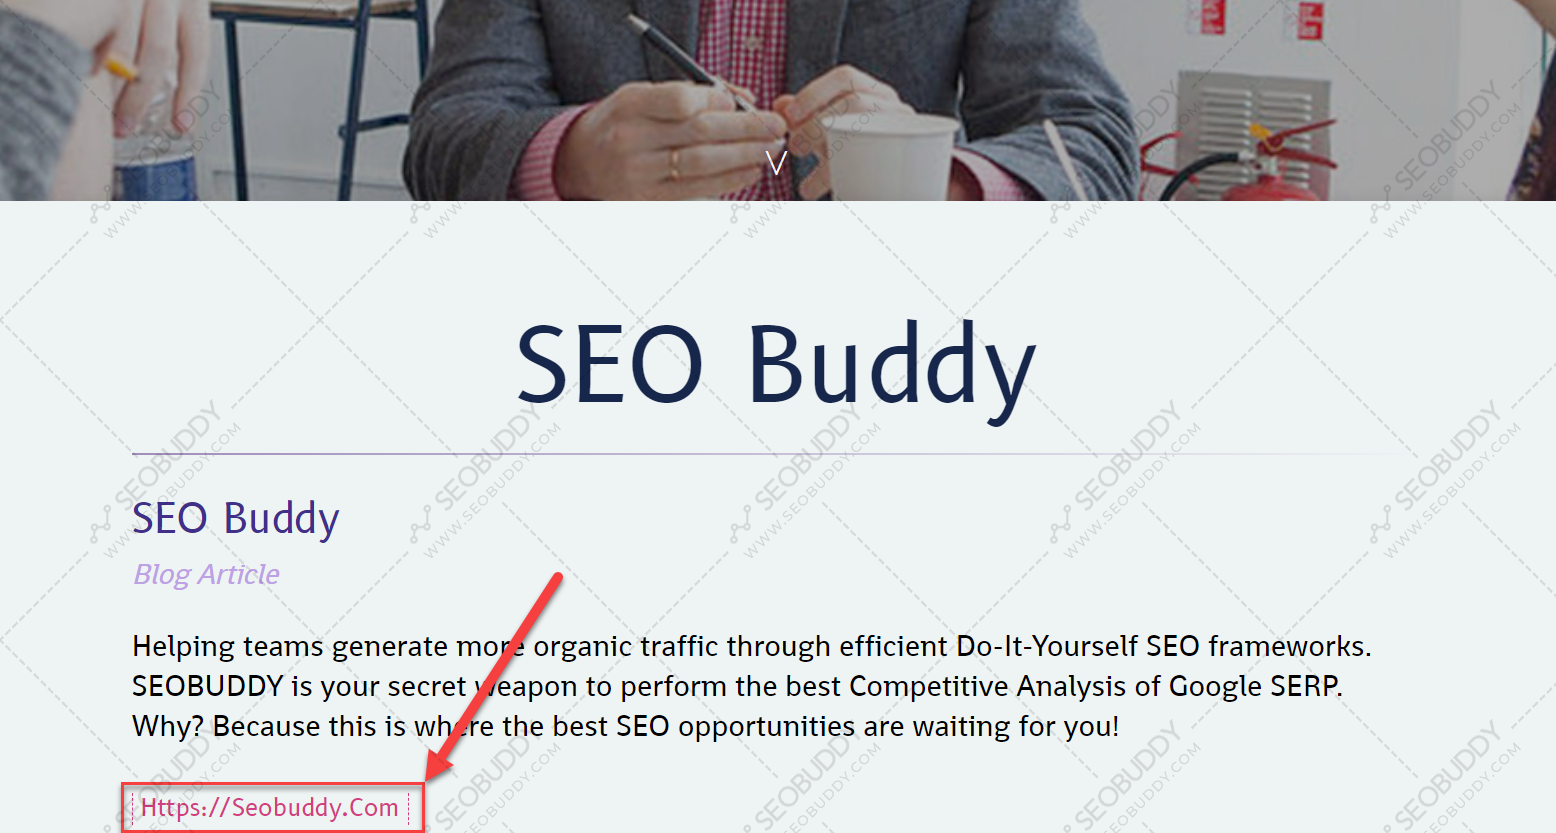 SEO Buddy
SEO Buddy
Blog Article
Helping teams generate more organic traffic through efficient Do-It-Yourself SEO frameworks.
SEOBUDDY is your secret weapon to perform the best Competitive Analysis of Google SERP.
Why? Because this is where the best SEO opportunities are waiting for you!
Https://Seobuddy.Com
SEOBUDDY
WWW.SEOBUDDY.COM